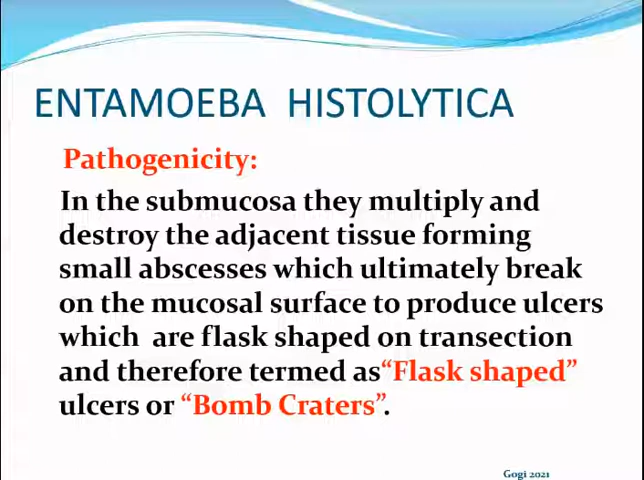 ENTAMOEBA HISTOLYTICA
Pathogenicity:
In the submucosa they multiply and
destroy the adjacent tissue forming
small abscesses which ultimately break
on the mucosal surface to produce ulcers
which are flask shaped on transection
and therefore termed as“Flask shaped”
ulcers or “Bomb Craters”.
Gogi 2021